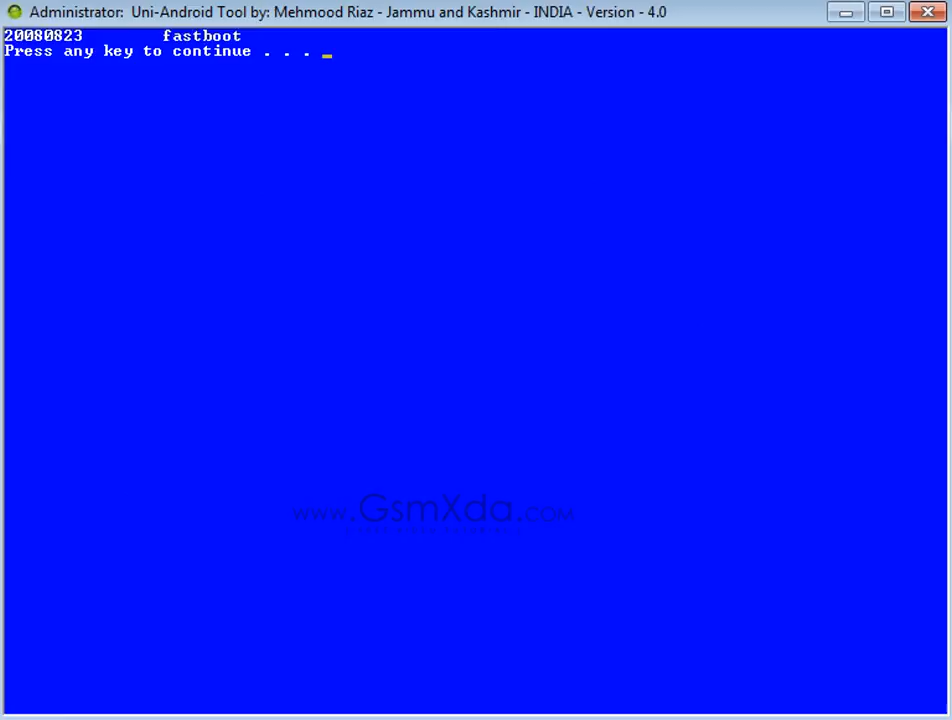 Administrator: Uni-Android Tool by: Mehmood Riaz - Jammu and Kashmir - INDIA - Version - 4.0
20080823 fastboot
Press any key to continue . . . _
www.GsmXda.com